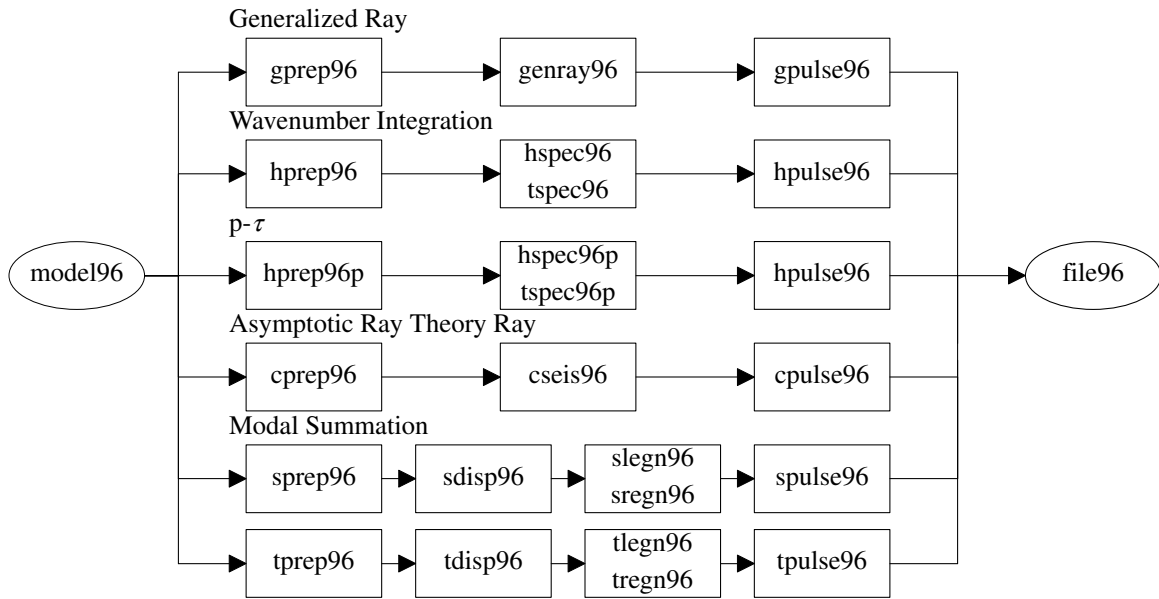 Generalized Ray
gprep96
genray96
gpulse96
Wavenumber Integration
hprep96
hspec96
tspec96
hpulse96
p-τ
model96
hprep96p
hspec96p
tspec96p
hpulse96
file96
Asymptotic Ray Theory Ray
cprep96
cseis96
cpulse96
Modal Summation
sprep96
sdisp96
slegn96
sregn96
spulse96
tprep96
tdisp96
tlegn96
tregn96
tpulse96